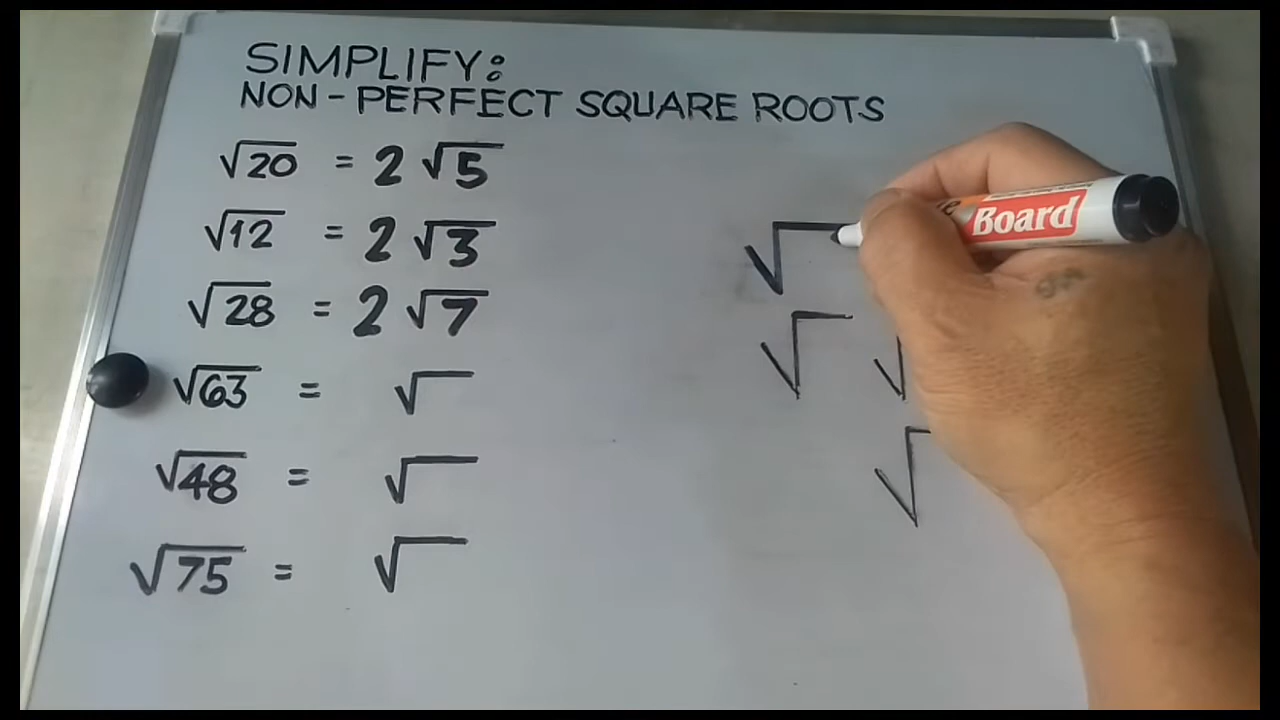 SIMPLIFY:
NON-PERFECT SQUARE ROOTS
√20 = 2√5
√12 = 2√3
√28 = 2√7
√63 = √
√48 = √
√75 = √
√
√ √
√
Board